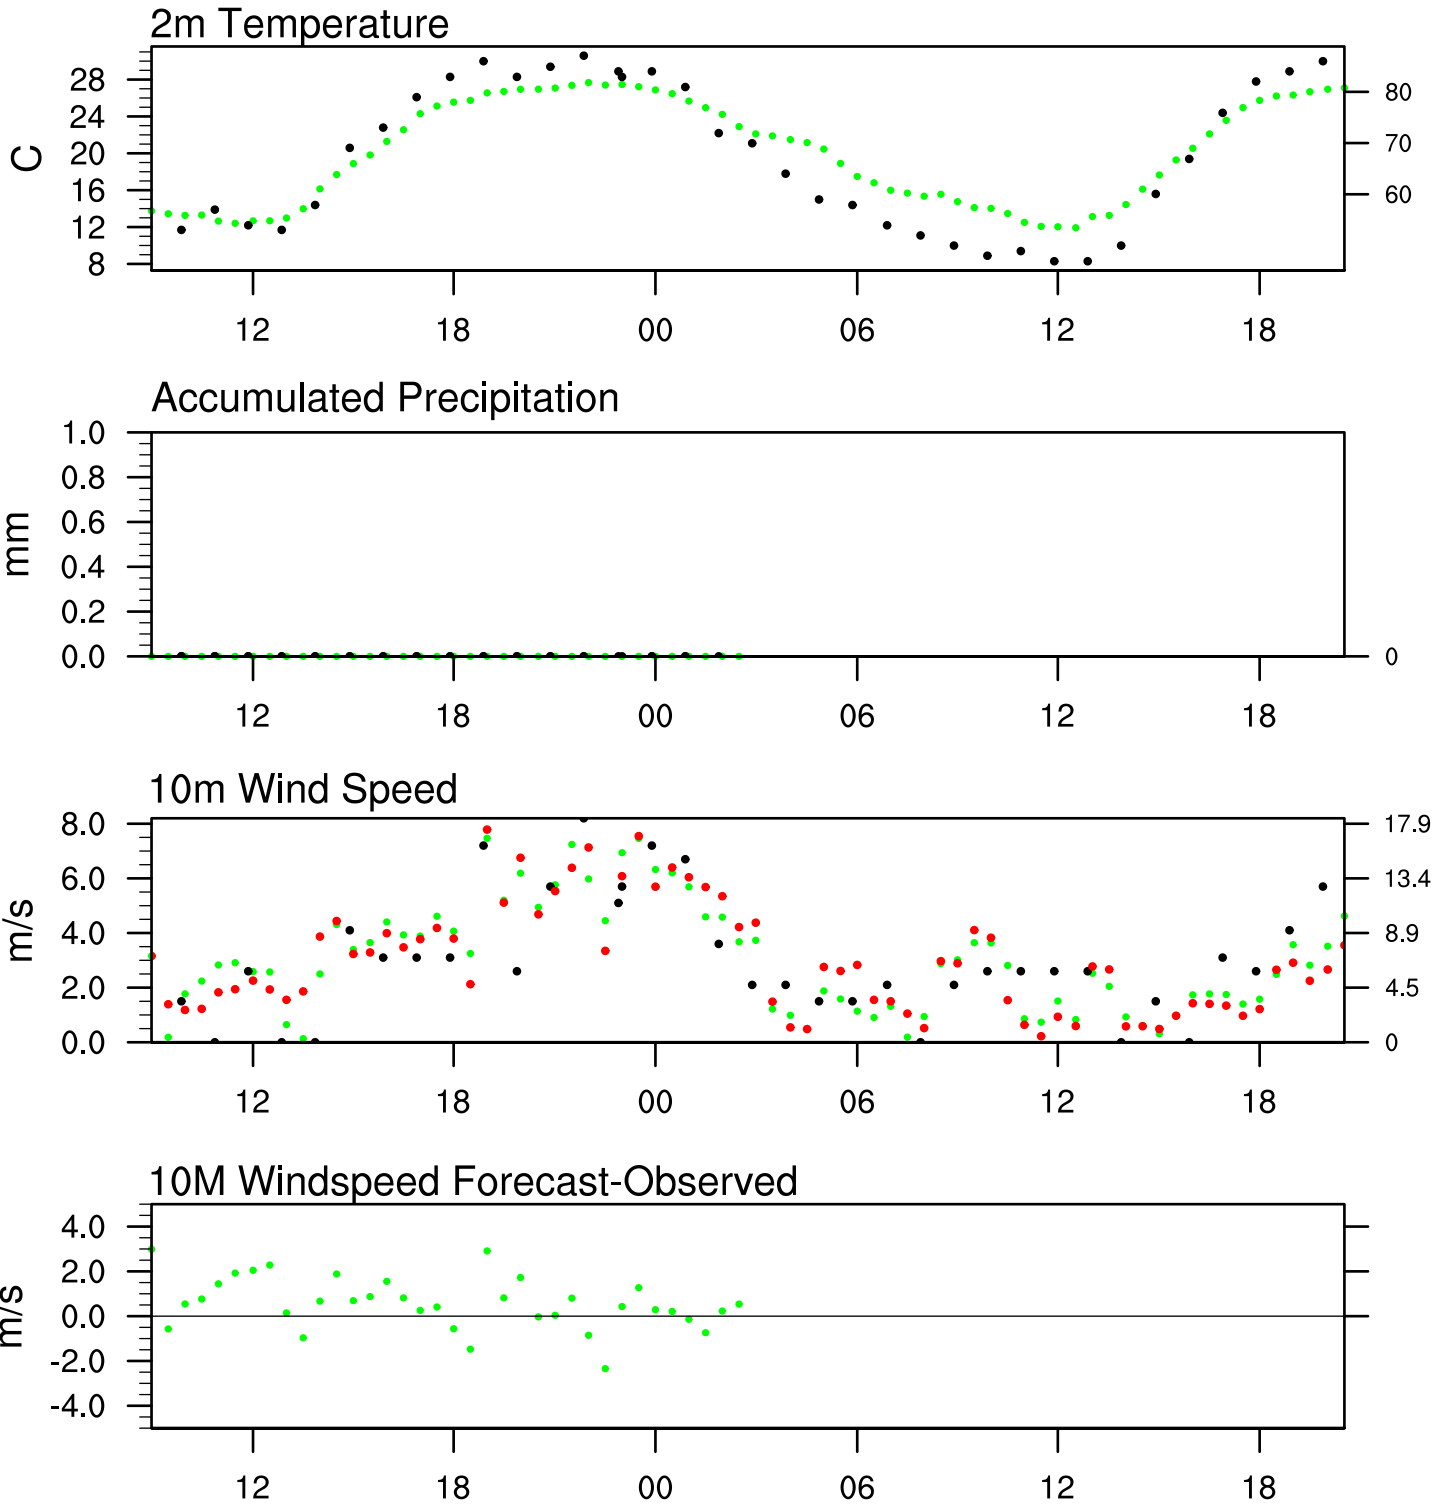 2m Temperature
C
28
24
20
16
12
8
80
70
60
12 18 00 06 12 18
Accumulated Precipitation
mm
1.0
0.8
0.6
0.4
0.2
0.0
0
12 18 00 06 12 18
10m Wind Speed
m/s
8.0
6.0
4.0
2.0
0.0
17.9
13.4
8.9
4.5
0
12 18 00 06 12 18
10M Windspeed Forecast-Observed
m/s
4.0
2.0
0.0
-2.0
-4.0
12 18 00 06 12 18